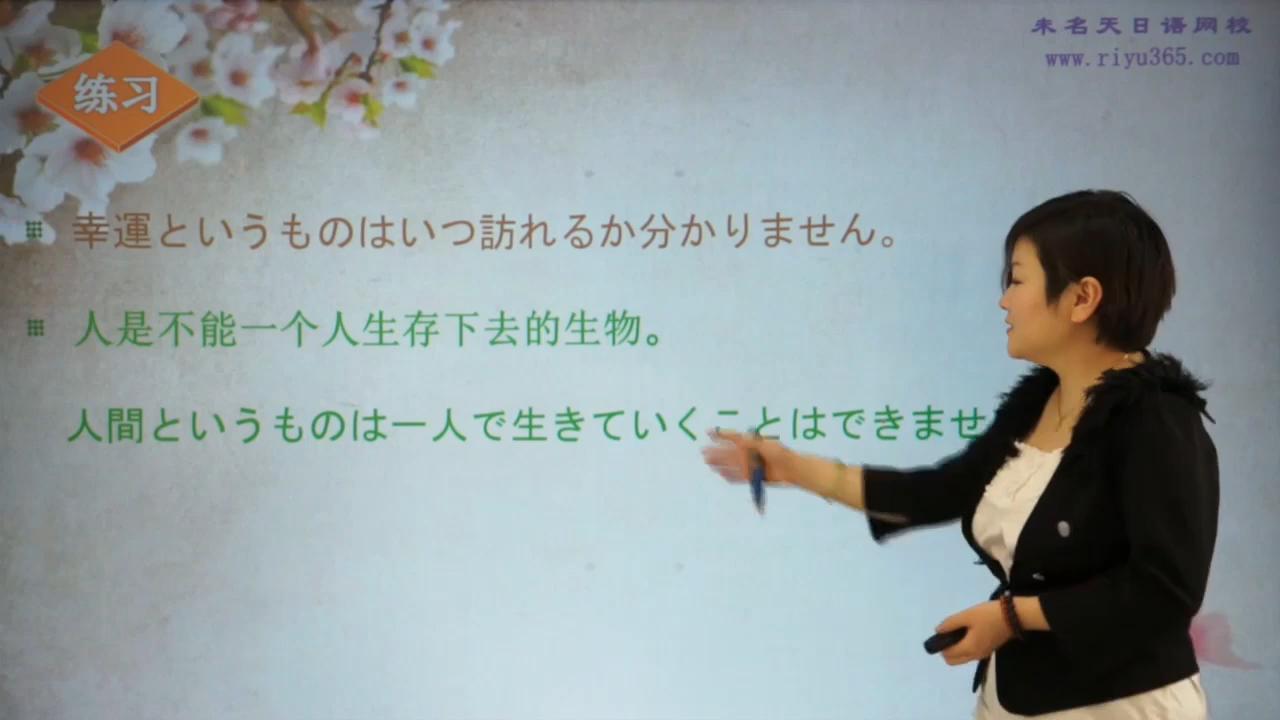 未名天日语网校
www.riyu365.com
练习
幸運というものはいつ訪れるか分かりません。
人是不能一个人生存下去的生物。
人間というものは一人で生きていくことはできませ